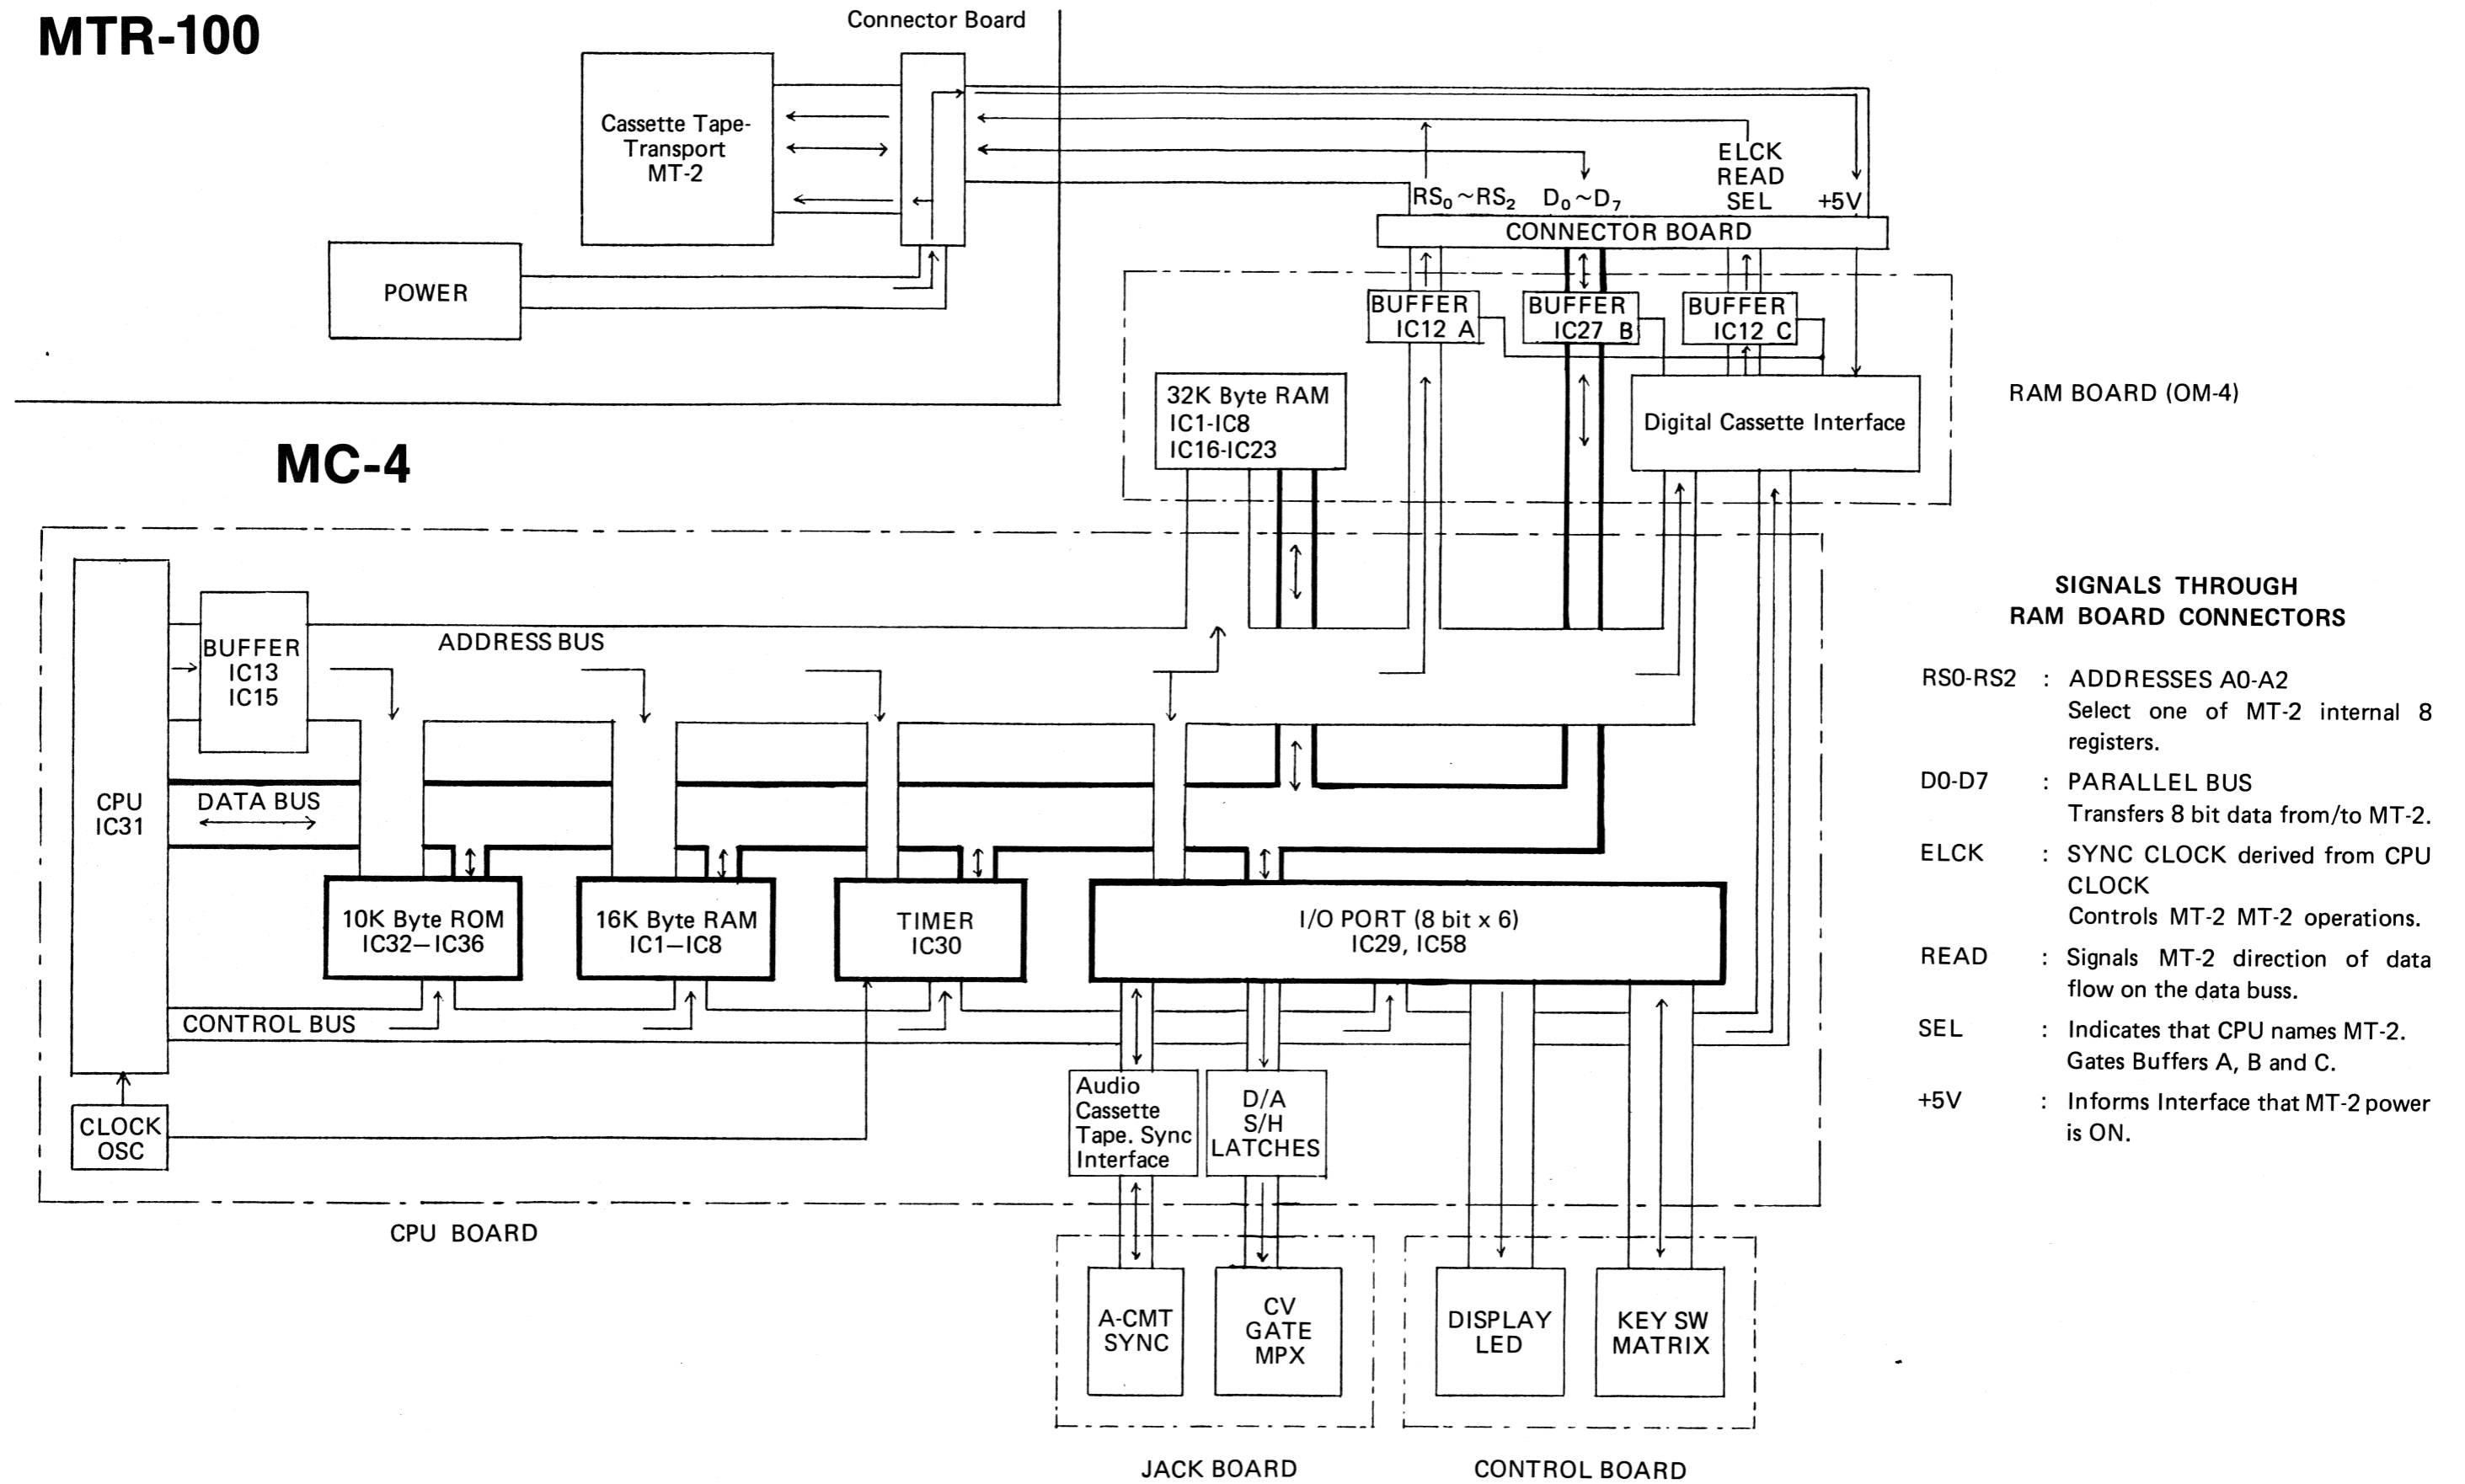 MTR-100
Connector Board
Cassette Tape-
Transport
MT-2
POWER
ELCK
READ
SEL
RS₀~RS₂
D₀~D₇
+5V
CONNECTOR BOARD
BUFFER
IC12 A
BUFFER
IC27 B
BUFFER
IC12 C
32K Byte RAM
IC1-IC8
IC16-IC23
Digital Cassette Interface
RAM BOARD (OM-4)
MC-4
CPU
IC31
BUFFER
IC13
IC15
ADDRESS BUS
DATA BUS
10K Byte ROM
IC32–IC36
16K Byte RAM
IC1–IC8
TIMER
IC30
I/O PORT (8 bit x 6)
IC29, IC58
CONTROL BUS
CLOCK
OSC
Audio
Cassette
Tape. Sync
Interface
D/A
S/H
LATCHES
CPU BOARD
A-CMT
SYNC
CV
GATE
MPX
DISPLAY
LED
KEY SW
MATRIX
JACK BOARD
CONTROL BOARD
SIGNALS THROUGH
RAM BOARD CONNECTORS
RS0-RS2 : ADDRESSES A0-A2
Select one of MT-2 internal 8
registers.
D0-D7 : PARALLEL BUS
Transfers 8 bit data from/to MT-2.
ELCK : SYNC CLOCK derived from CPU
CLOCK
Controls MT-2 MT-2 operations.
READ : Signals MT-2 direction of data
flow on the data buss.
SEL : Indicates that CPU names MT-2.
Gates Buffers A, B and C.
+5V : Informs Interface that MT-2 power
is ON.